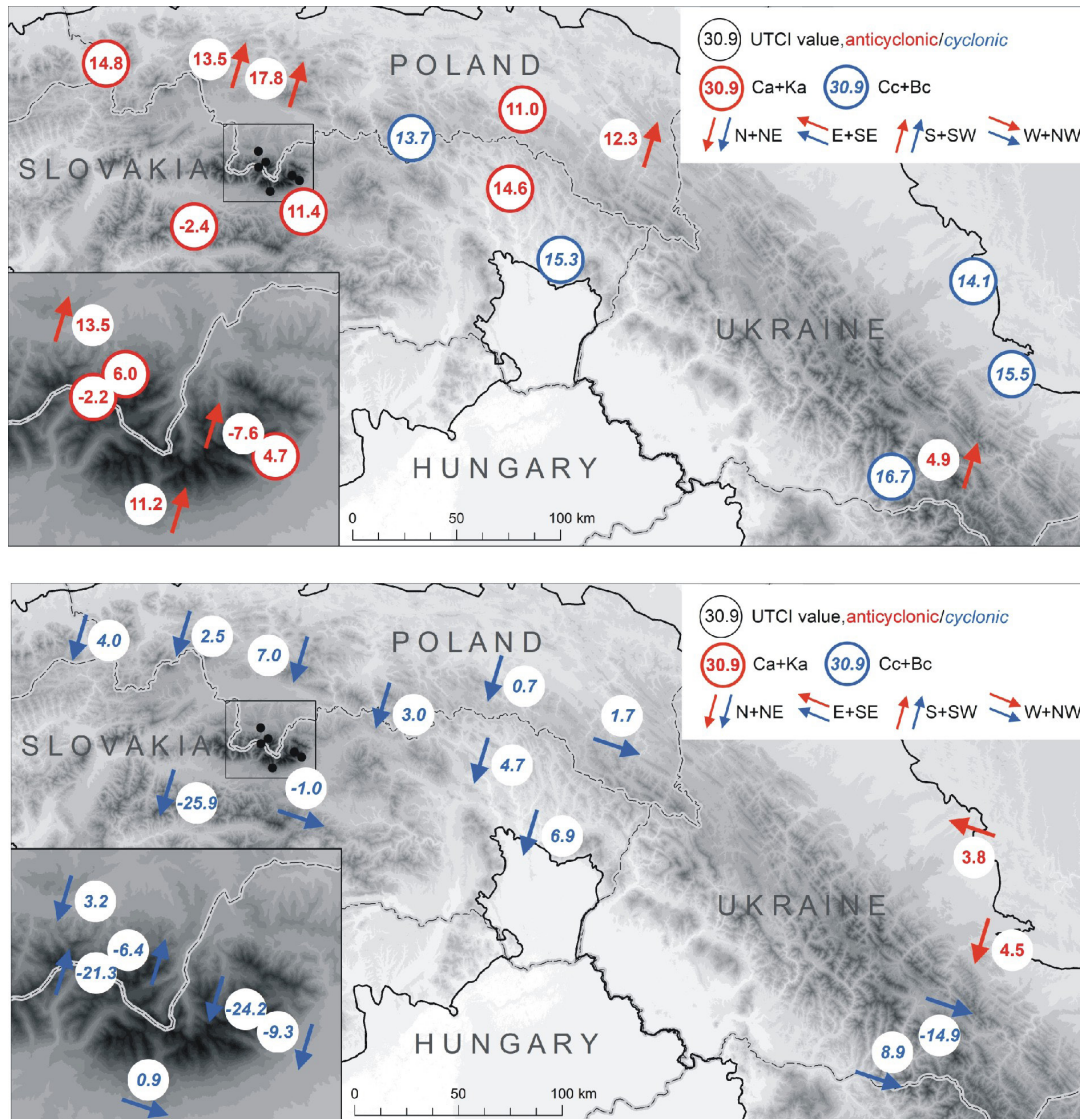 14.8
13.5
17.8
POLAND
30.9 UTCI value, anticyclonic/cyclonic
30.9 Ca+Ka 30.9 Cc+Bc
N+NE E+SE S+SW W+NW
11.0
13.7
12.3
SLOVAKIA
14.6
11.4
-2.4
15.3
14.1
13.5
UKRAINE
15.5
6.0
-2.2
-7.6
4.7
HUNGARY
4.9
16.7
11.2
0 50 100 km
4.0
2.5
7.0
POLAND
30.9 UTCI value, anticyclonic/cyclonic
30.9 Ca+Ka 30.9 Cc+Bc
N+NE E+SE S+SW W+NW
0.7
3.0
1.7
SLOVAKIA
4.7
-1.0
-25.9
6.9
3.8
3.2
UKRAINE
-6.4
4.5
-21.3
-24.2
-9.3
HUNGARY
-14.9
8.9
0.9
0 50 100 km